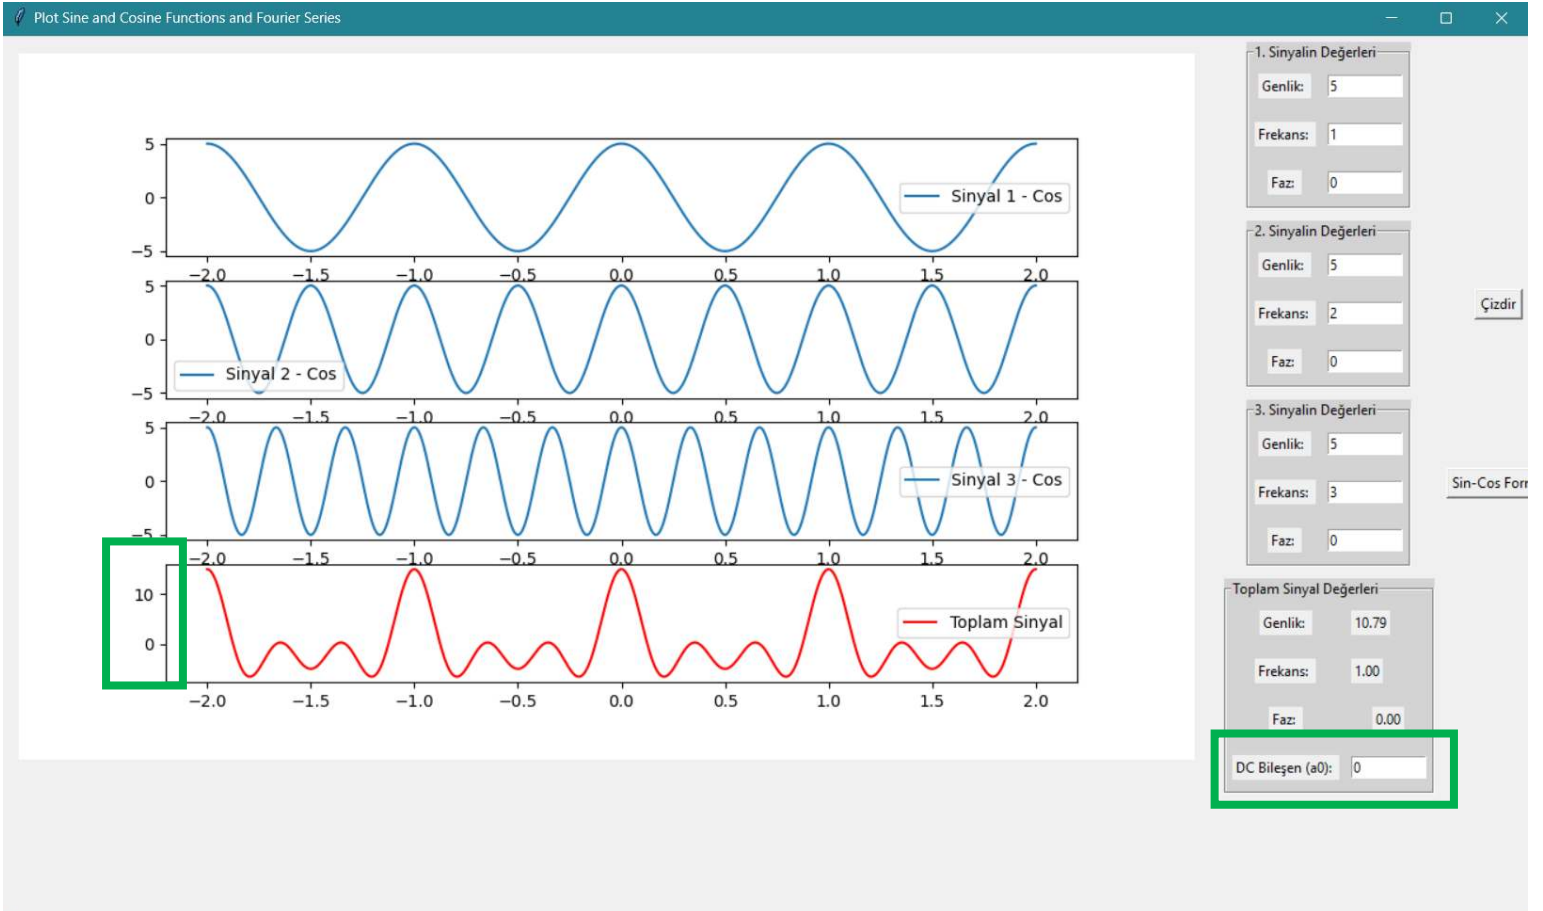 Plot Sine and Cosine Functions and Fourier Series
5
0
−5
Sinyal 1 - Cos
−2.0 −1.5 −1.0 −0.5 0.0 0.5 1.0 1.5 2.0
5
0
−5
Sinyal 2 - Cos
−2.0 −1.5 −1.0 −0.5 0.0 0.5 1.0 1.5 2.0
5
0
−5
Sinyal 3 - Cos
−2.0 −1.5 −1.0 −0.5 0.0 0.5 1.0 1.5 2.0
10
0
Toplam Sinyal
−2.0 −1.5 −1.0 −0.5 0.0 0.5 1.0 1.5 2.0
1. Sinyalin Değerleri
Genlik: 5
Frekans: 1
Faz: 0
2. Sinyalin Değerleri
Genlik: 5
Frekans: 2
Faz: 0
3. Sinyalin Değerleri
Genlik: 5
Frekans: 3
Faz: 0
Toplam Sinyal Değerleri
Genlik: 10.79
Frekans: 1.00
Faz: 0.00
DC Bileşen (a0): 0
Çizdir
Sin-Cos For